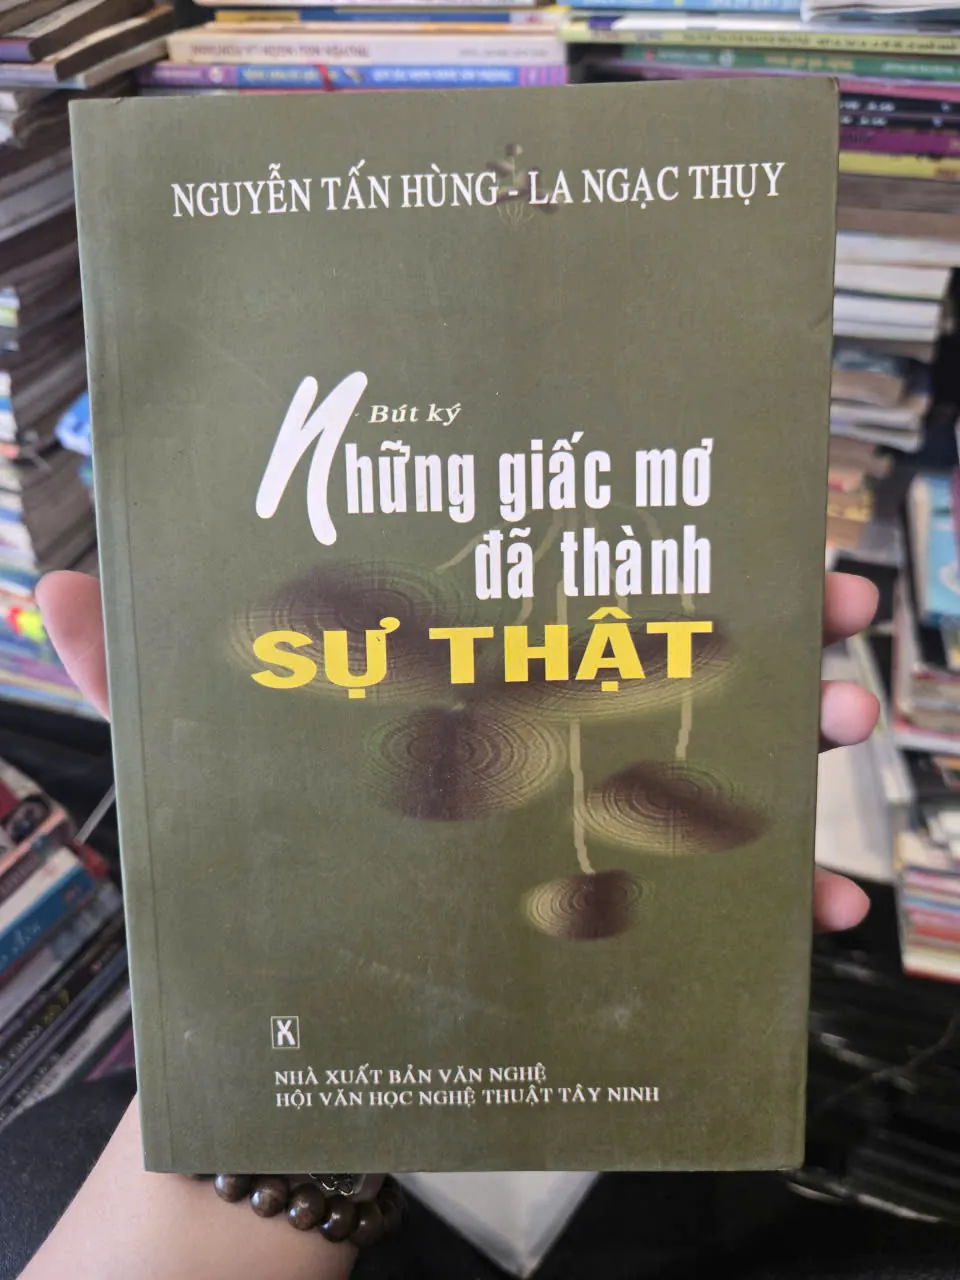 NGUYỄN TẤN HÙNG - LA NGẠC THỤY
Bút ký
Những giấc mơ
đã thành
SỰ THẬT
NHÀ XUẤT BẢN VĂN NGHỆ
HỘI VĂN HỌC NGHỆ THUẬT TÂY NINH